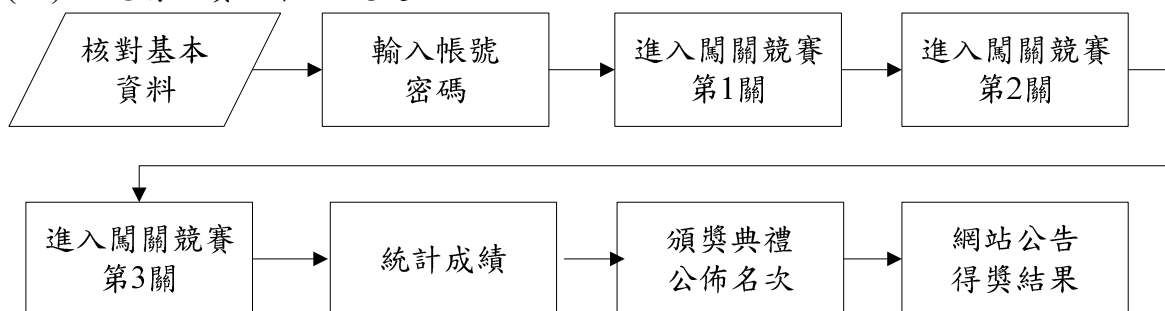 核對基本
資料
輸入帳號
密碼
進入闖關競賽
第1關
進入闖關競賽
第2關
進入闖關競賽
第3關
統計成績
頒獎典禮
公佈名次
網站公告
得獎結果